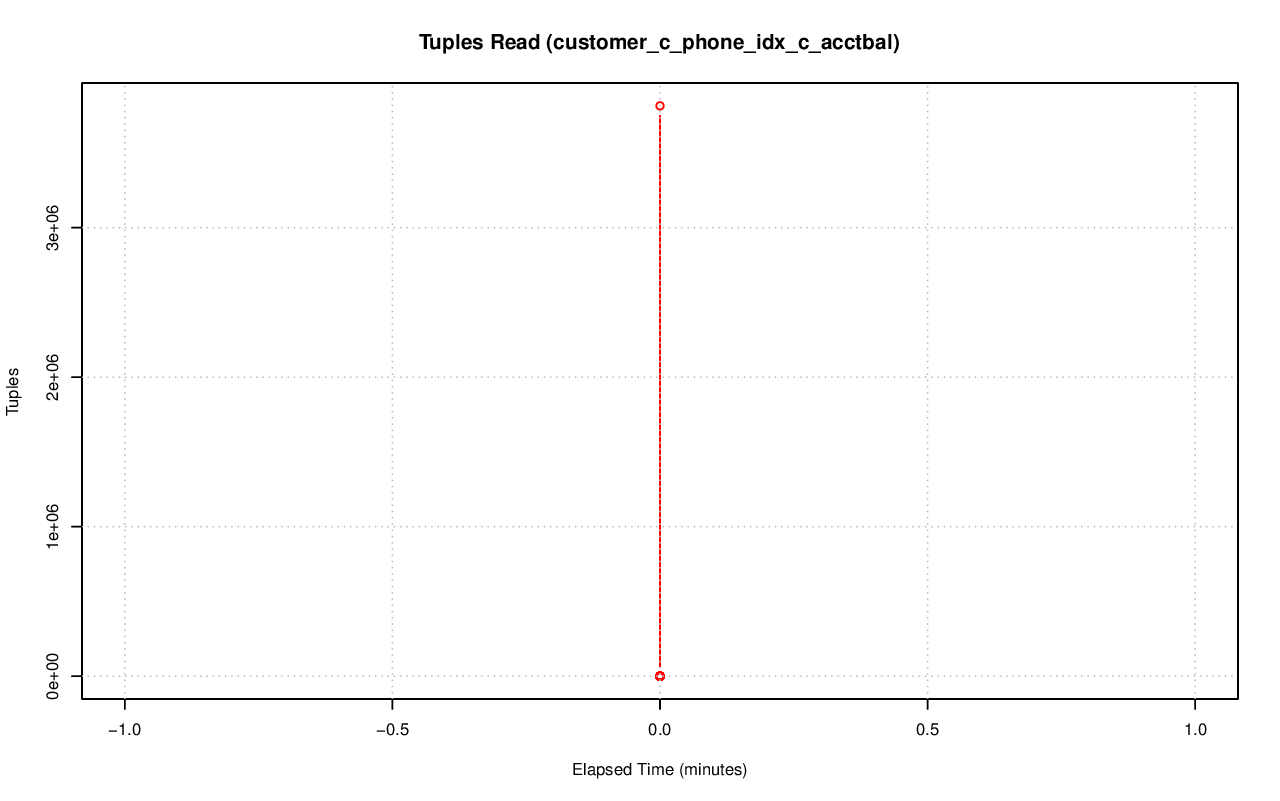 Tuples Read (customer_c_phone_idx_c_acctbal)
Tuples
3e+06
2e+06
1e+06
0e+00
−1.0 −0.5 0.0 0.5 1.0
Elapsed Time (minutes)